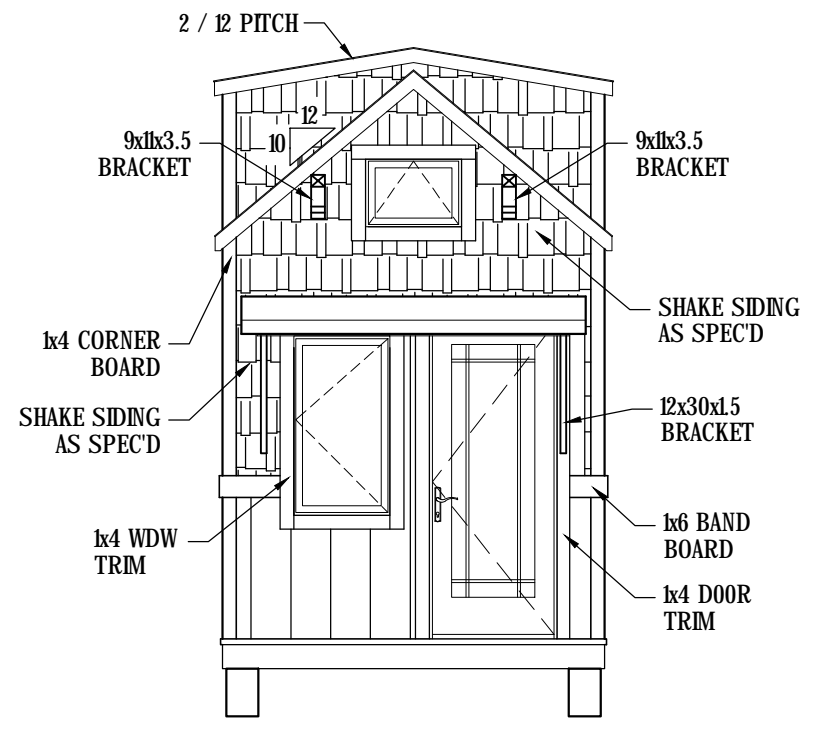 2 / 12 PITCH
12
10
9x11x3.5
BRACKET
9x11x3.5
BRACKET
SHAKE SIDING
AS SPEC'D
1x4 CORNER
BOARD
SHAKE SIDING
AS SPEC'D
12x30x1.5
BRACKET
1x4 WDW
TRIM
1x6 BAND
BOARD
1x4 DOOR
TRIM